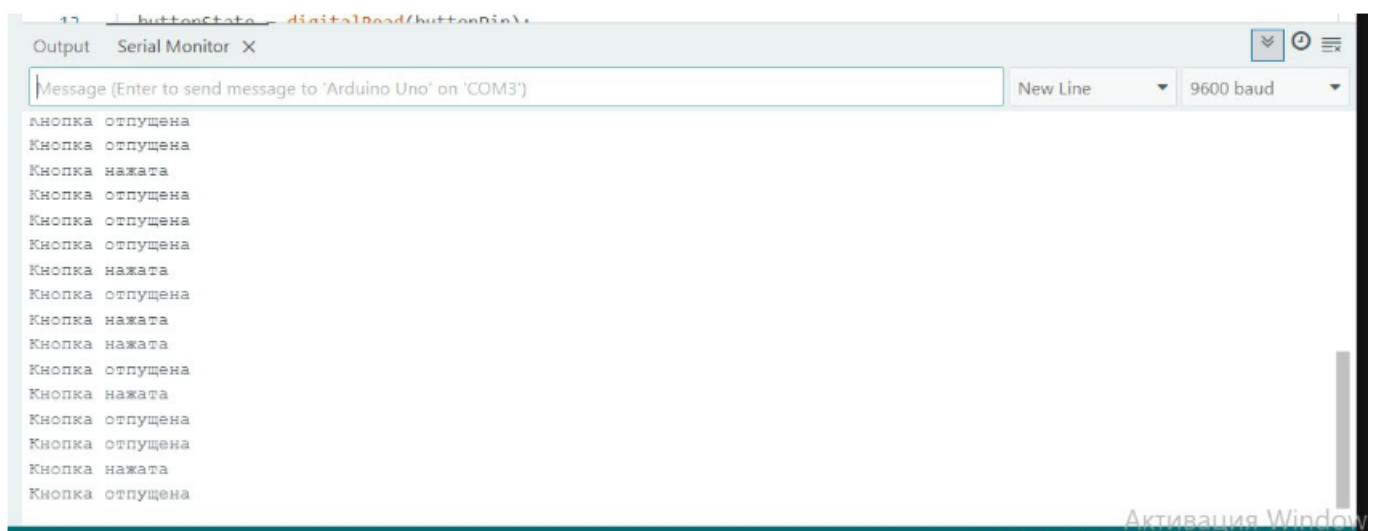 12 buttonState = digitalRead(buttonPin);
Output Serial Monitor X
Message (Enter to send message to 'Arduino Uno' on 'COM3') New Line 9600 baud
Кнопка отпущена
Кнопка отпущена
Кнопка нажата
Кнопка отпущена
Кнопка отпущена
Кнопка отпущена
Кнопка нажата
Кнопка отпущена
Кнопка нажата
Кнопка нажата
Кнопка отпущена
Кнопка нажата
Кнопка отпущена
Кнопка отпущена
Кнопка нажата
Кнопка отпущена
Активация Window